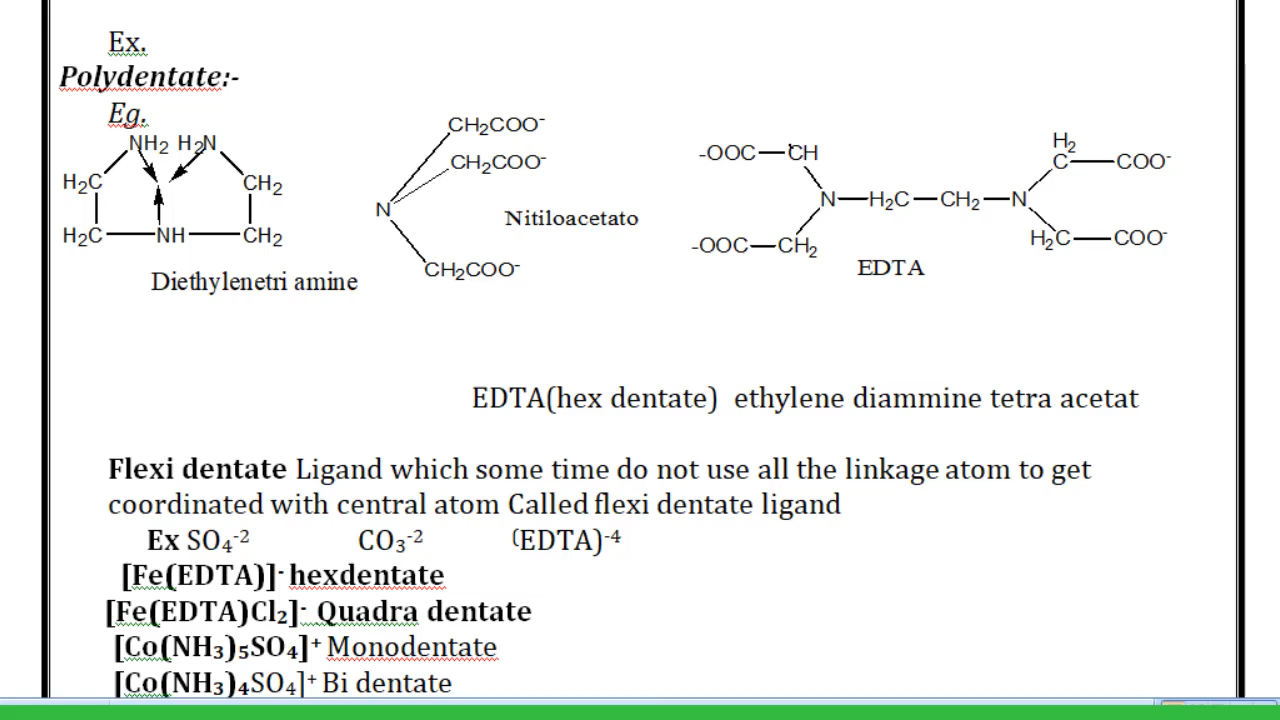 Ex.
Polydentate:-
Eg.
NH2 H2N
H2C CH2
H2C NH CH2
Diethylenetri amine
CH2COO-
CH2COO-
N
CH2COO-
Nitiloacetato
-OOC CH
H2
C COO-
N H2C CH2 N
-OOC CH2
H2C COO-
EDTA
EDTA(hex dentate) ethylene diammine tetra acetat
Flexi dentate Ligand which some time do not use all the linkage atom to get
coordinated with central atom Called flexi dentate ligand
Ex SO₄⁻² CO₃⁻² (EDTA)⁻⁴
[Fe(EDTA)]⁻ hexdentate
[Fe(EDTA)Cl₂]⁻ Quadra dentate
[Co(NH₃)₅SO₄]⁺ Monodentate
[Co(NH₃)₄SO₄]⁺ Bi dentate